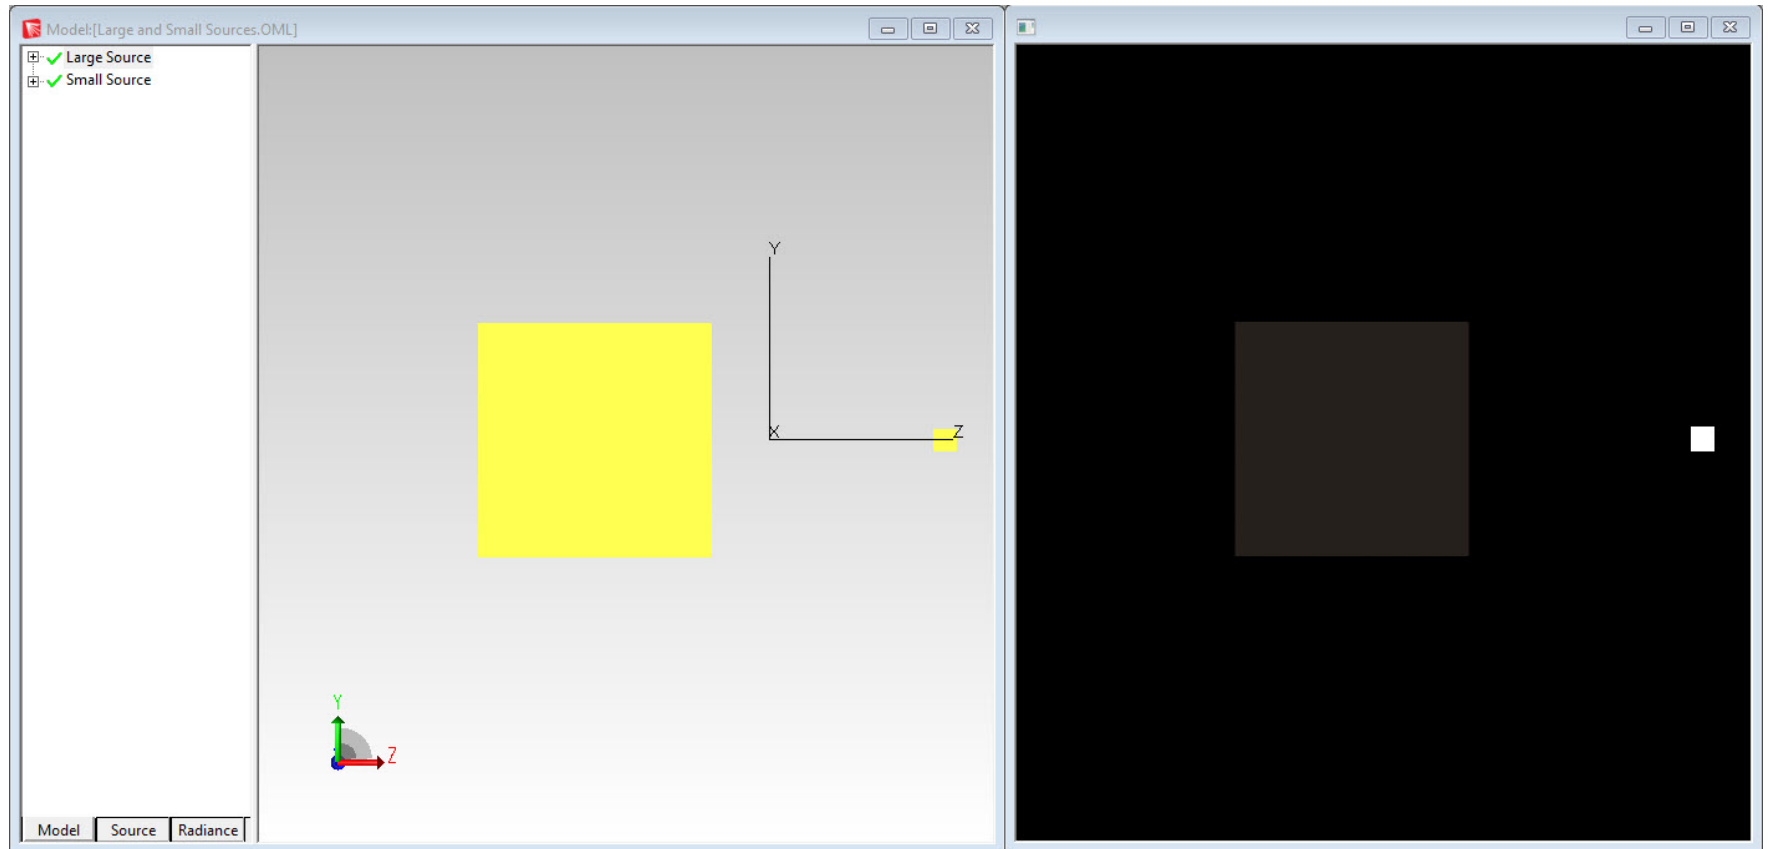 Model:[Large and Small Sources.OML]
Large Source
Small Source
Y
X
Z
Y
Z
Model Source Radiance